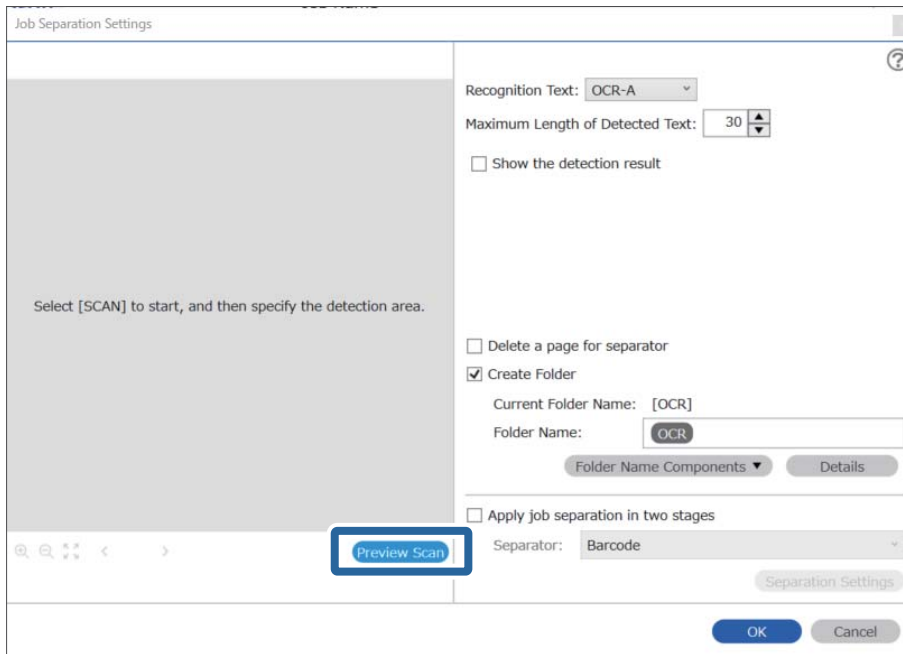 Job Separation Settings
Recognition Text: OCR-A
Maximum Length of Detected Text: 30
Show the detection result
Select [SCAN] to start, and then specify the detection area.
Delete a page for separator
Create Folder
Current Folder Name: [OCR]
Folder Name: OCR
Folder Name Components ▼ Details
Apply job separation in two stages
Preview Scan
Separator: Barcode
Separation Settings
OK Cancel